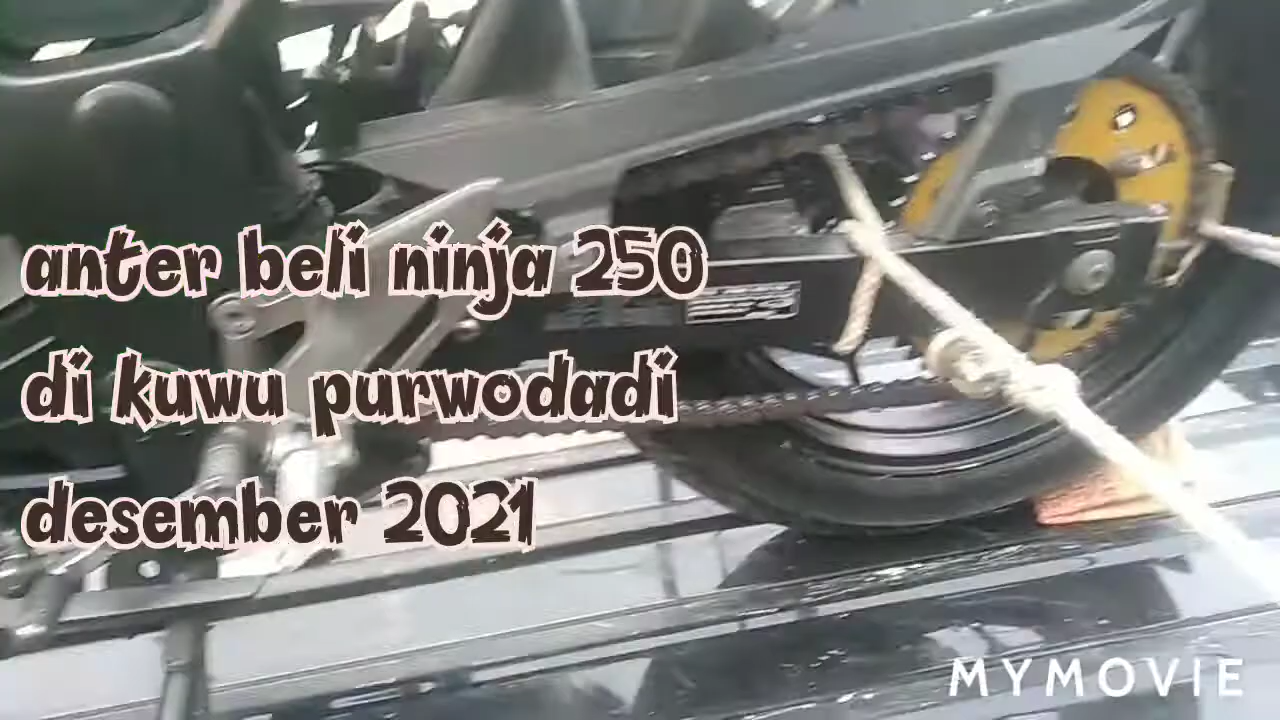 anter beli ninja 250
di kuwu purwodadi
desember 2021
MYMOVIE